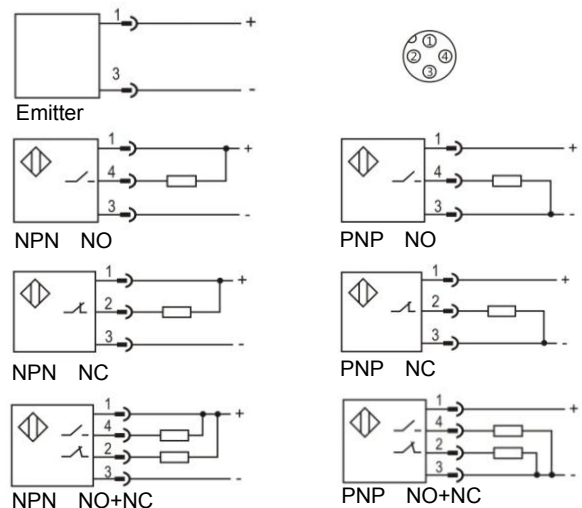 1 +
3 -
Emitter
① ② ④ ③
1 +
4
3 -
NPN NO
1 +
4
3 -
PNP NO
1 +
2
3 -
NPN NC
1 +
2
3 -
PNP NC
1 +
4
2
3 -
NPN NO+NC
1 +
4
2
3 -
PNP NO+NC